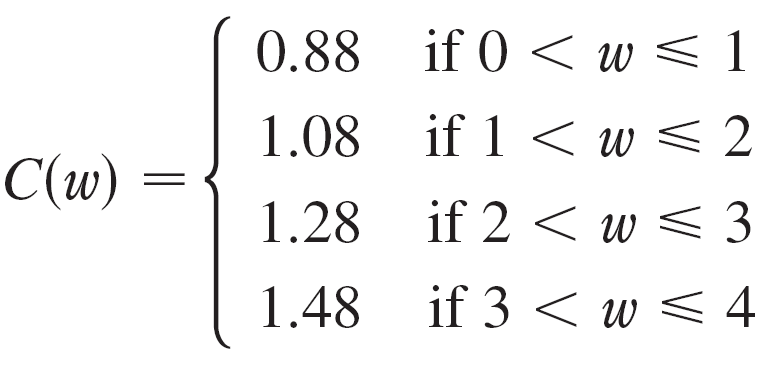 0.88 if 0 < w ⩽ 1
1.08 if 1 < w ⩽ 2
C(w) =
1.28 if 2 < w ⩽ 3
1.48 if 3 < w ⩽ 4